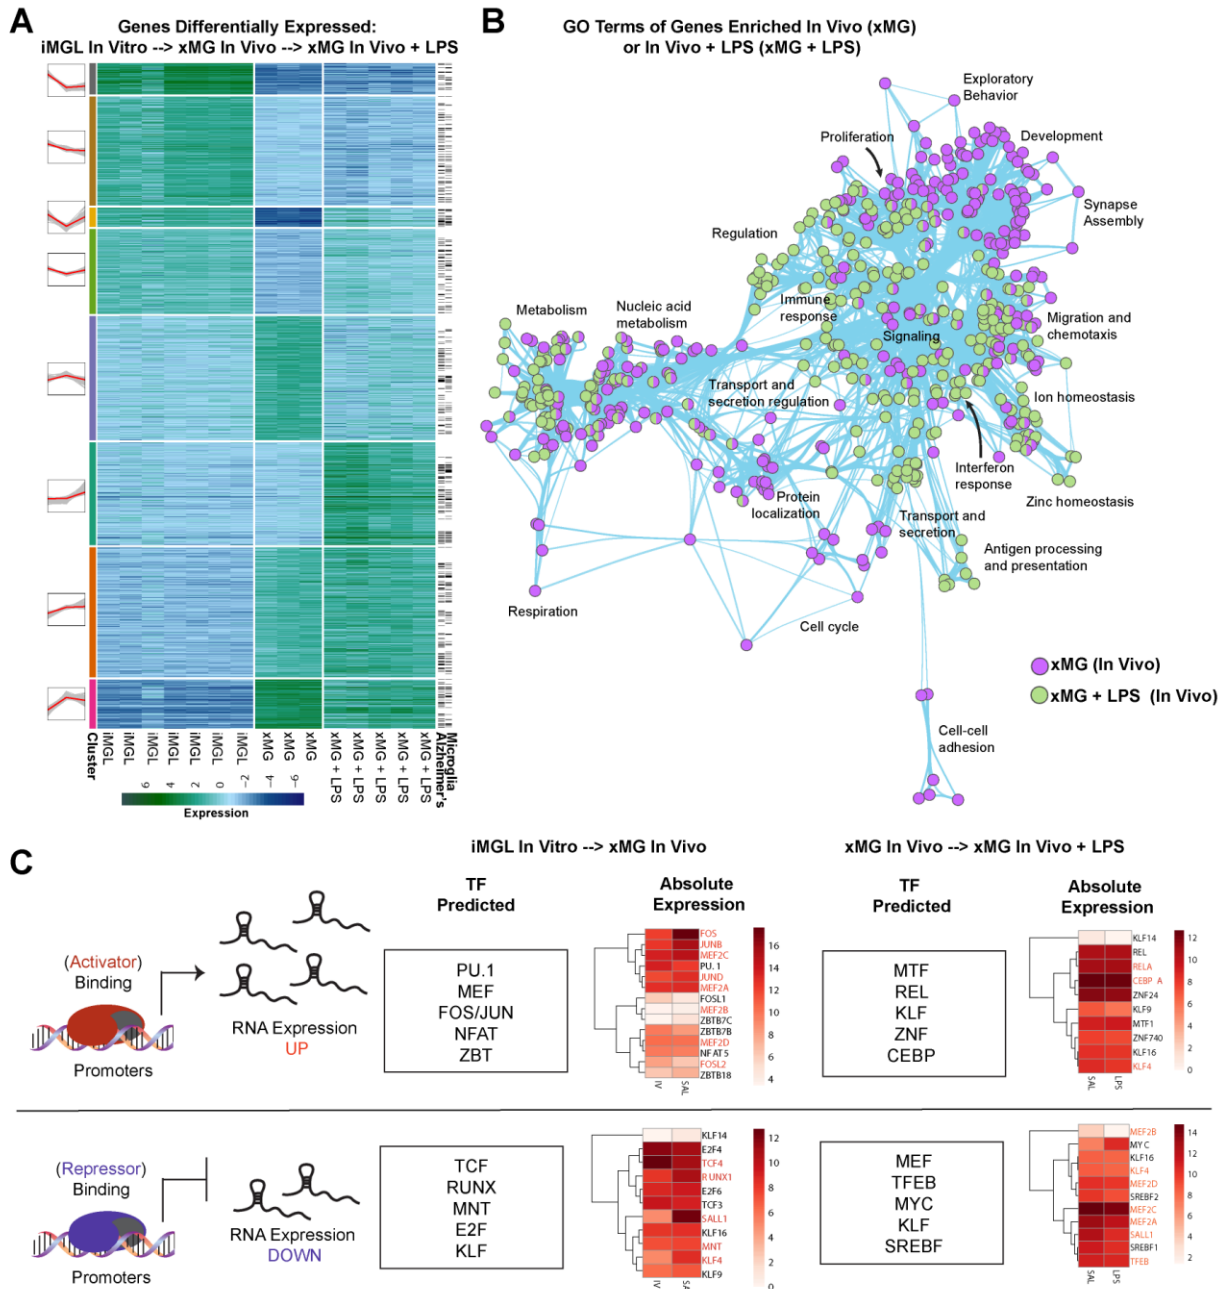 A
Genes Differentially Expressed:
iMGL In Vitro --> xMG In Vivo --> xMG In Vivo + LPS
Cluster
iMGL
iMGL
iMGL
iMGL
iMGL
iMGL
iMGL
xMG
xMG
xMG
xMG + LPS
xMG + LPS
xMG + LPS
xMG + LPS
xMG + LPS
Alzheimer's
Microglia
6
4
2
0
−2
−4
−6
Expression
B
GO Terms of Genes Enriched In Vivo (xMG)
or In Vivo + LPS (xMG + LPS)
Exploratory
Behavior
Proliferation
Development
Synapse
Assembly
Regulation
Immune
response
Metabolism
Nucleic acid
metabolism
Signaling
Migration and
chemotaxis
Transport and
secretion regulation
Ion homeostasis
Interferon
response
Zinc homeostasis
Protein
localization
Transport and
secretion
Antigen processing
and presentation
Respiration
Cell cycle
xMG (In Vivo)
xMG + LPS (In Vivo)
Cell-cell
adhesion
C
iMGL In Vitro --> xMG In Vivo
xMG In Vivo --> xMG In Vivo + LPS
TF
Predicted
Absolute
Expression
TF
Predicted
Absolute
Expression
(Activator)
Binding
Promoters
RNA Expression
UP
PU.1
MEF
FOS/JUN
NFAT
ZBT
FOS
JUNB
MEF2C
PU.1
JUND
MEF2A
FOSL1
MEF2B
ZBTB7C
ZBTB7B
MEF2D
NFAT5
FOSL2
ZBTB18
IV
SAL
16
14
12
10
8
6
4
MTF
REL
KLF
ZNF
CEBP
KLF14
REL
RELA
CEBP A
ZNF24
KLF9
MTF1
ZNF740
KLF16
KLF4
SAL
LPS
12
10
8
6
4
2
0
(Repressor)
Binding
Promoters
RNA Expression
DOWN
TCF
RUNX
MNT
E2F
KLF
KLF14
E2F4
TCF4
RUNX1
E2F6
TCF3
SALL1
KLF16
MNT
KLF4
KLF9
IV
12
10
8
6
4
2
0
MEF
TFEB
MYC
KLF
SREBF
MEF2B
MYC
KLF16
KLF4
MEF2D
SREBF2
MEF2C
MEF2A
SALL1
SREBF1
TFEB
SAL
LPS
14
12
10
8
6
4
2
0